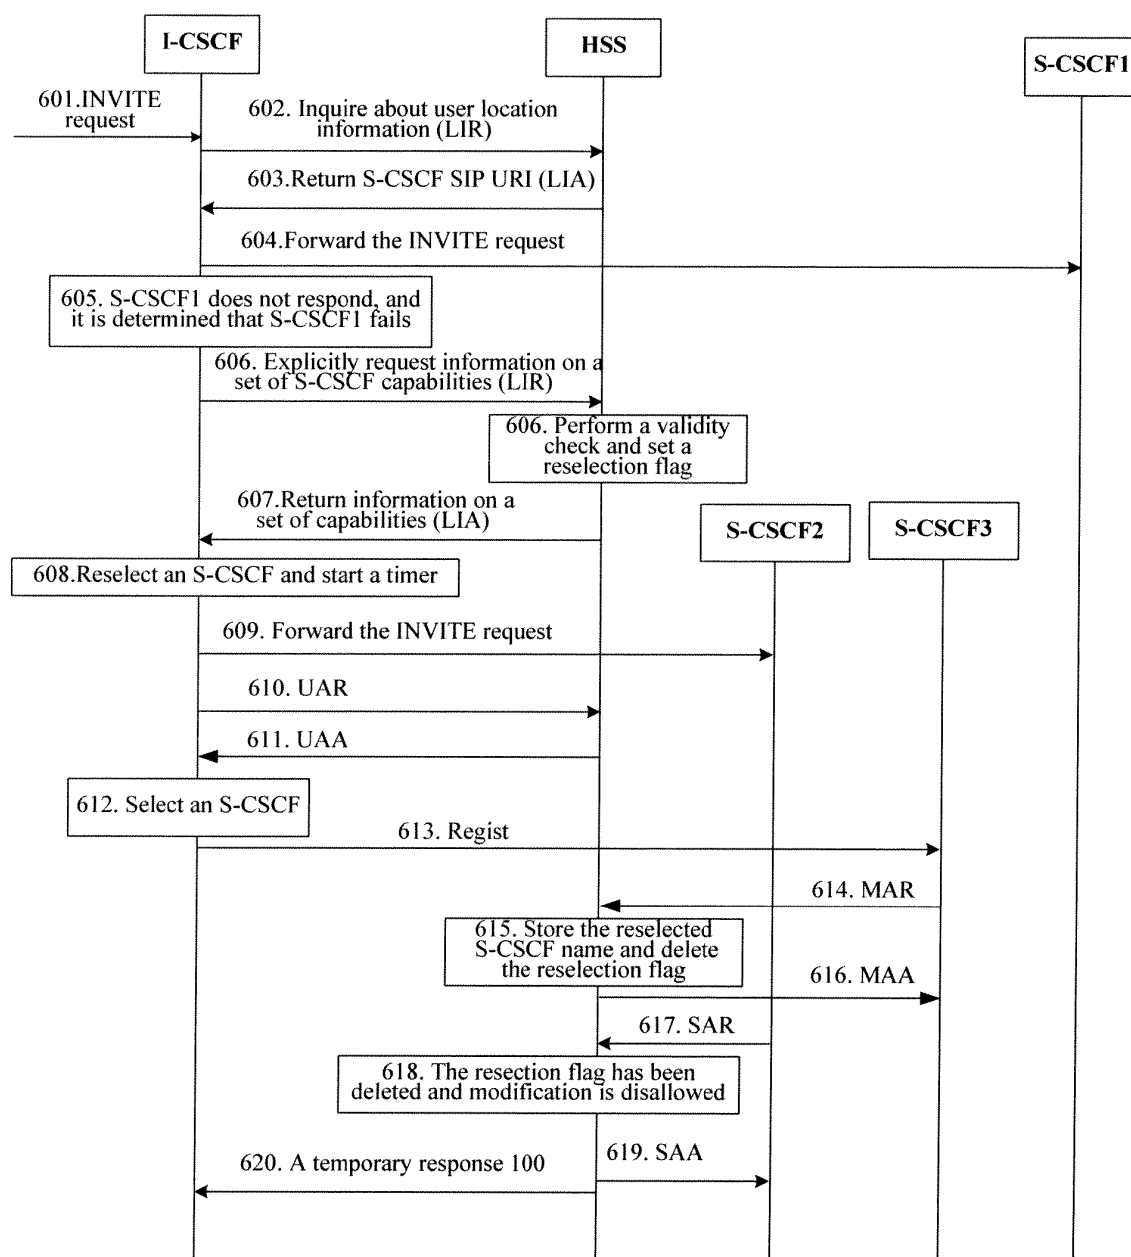 I-CSCF
HSS
S-CSCF1
601.INVITE
request
602. Inquire about user location
information (LIR)
603.Return S-CSCF SIP URI (LIA)
604.Forward the INVITE request
605. S-CSCF1 does not respond, and
it is determined that S-CSCF1 fails
606. Explicitly request information on a
set of S-CSCF capabilities (LIR)
606. Perform a validity
check and set a
reselection flag
607.Return information on a
set of capabilities (LIA)
S-CSCF2
S-CSCF3
608.Reselect an S-CSCF and start a timer
609. Forward the INVITE request
610. UAR
611. UAA
612. Select an S-CSCF
613. Regist
614. MAR
615. Store the reselected
S-CSCF name and delete
the reselection flag
616. MAA
617. SAR
618. The resection flag has been
deleted and modification is disallowed
619. SAA
620. A temporary response 100